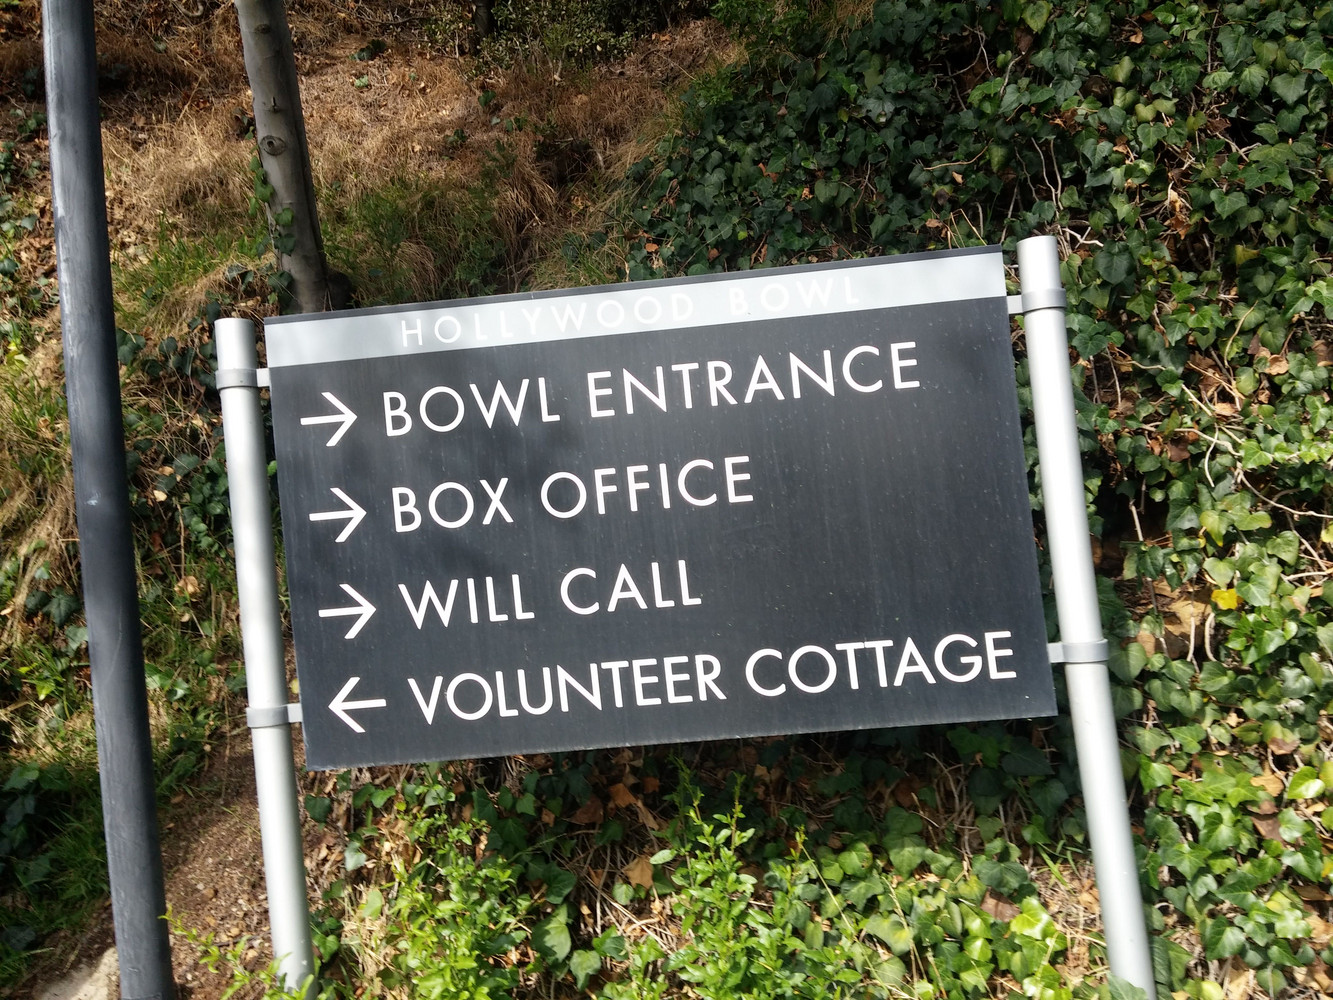 HOLLYWOOD BOWL
→ BOWL ENTRANCE
→ BOX OFFICE
→ WILL CALL
← VOLUNTEER COTTAGE